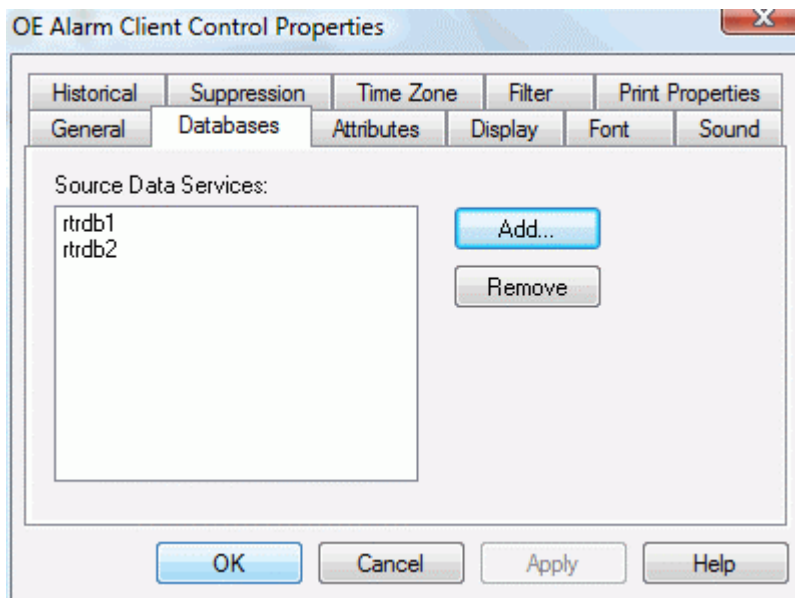 OE Alarm Client Control Properties
Historical Suppression Time Zone Filter Print Properties
General Databases Attributes Display Font Sound
Source Data Services:
rtrdb1
rtrdb2
Add...
Remove
OK Cancel Apply Help